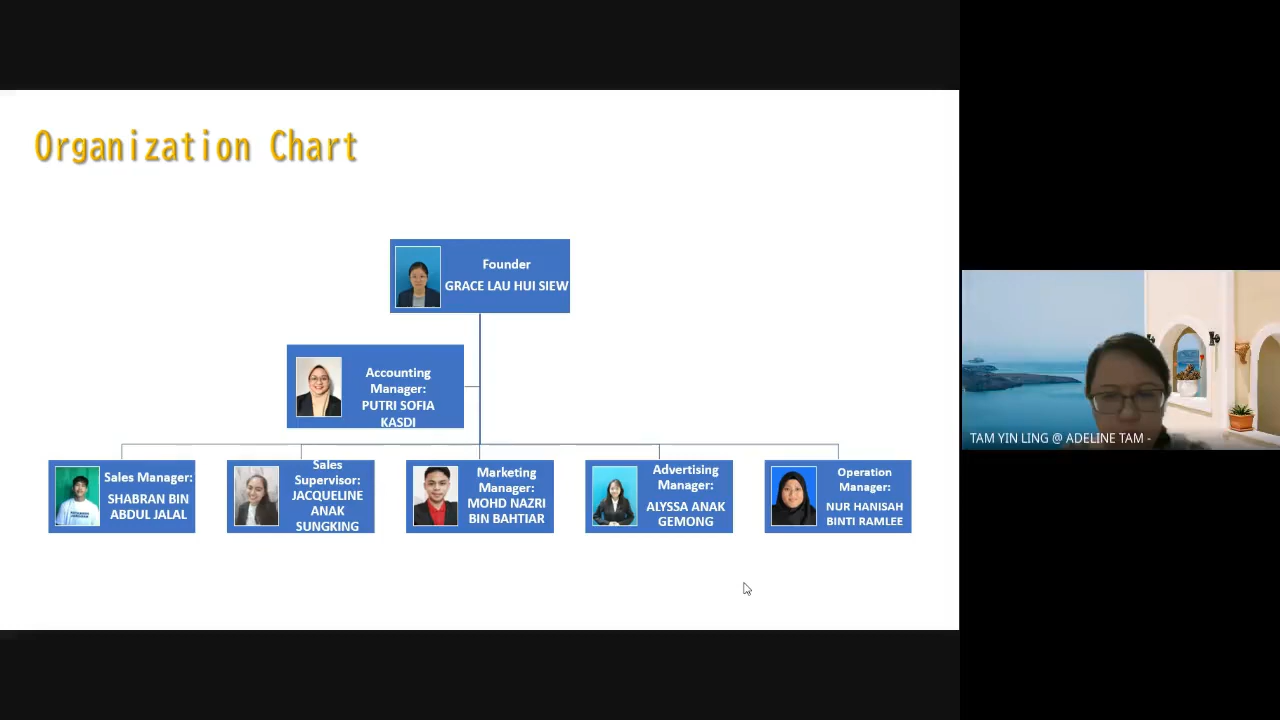 Organization Chart
Founder
GRACE LAU HUI SIEW
Accounting
Manager:
PUTRI SOFIA
KASDI
Sales Manager:
SHABRAN BIN
ABDUL JALAL
Sales
Supervisor:
JACQUELINE
ANAK
SUNGKING
Marketing
Manager:
MOHD NAZRI
BIN BAHTIAR
Advertising
Manager:
ALYSSA ANAK
GEMONG
Operation
Manager:
NUR HANISAH
BINTI RAMLEE
TAM YIN LING @ ADELINE TAM -